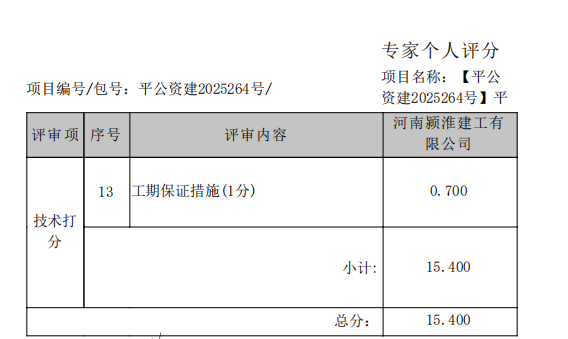 专家个人评分
项目编号/包号: 平公资建2025264号/
项目名称: 【平公
资建2025264号】平
评审项 序号 评审内容 河南颍淮建工有
限公司
13 工期保证措施(1分) 0.700
技术打
分
小计: 15.400
总分: 15.400